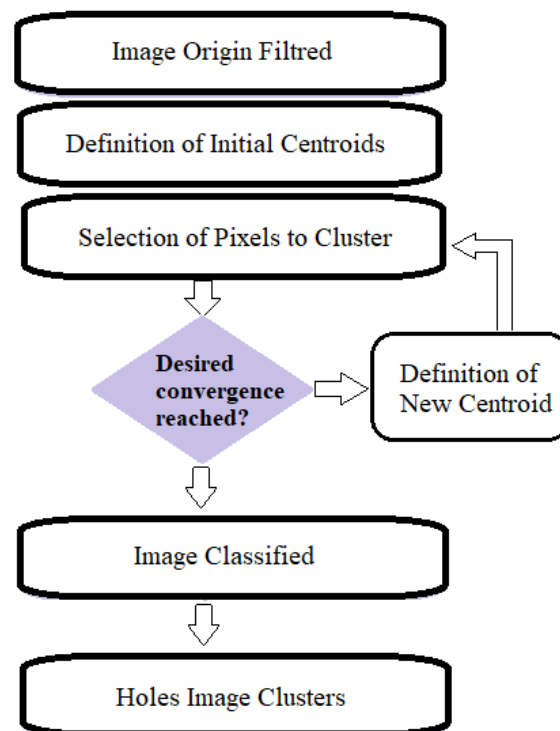 Image Origin Filtred
Definition of Initial Centroids
Selection of Pixels to Cluster
Desired
convergence
reached?
Definition of
New Centroid
Image Classified
Holes Image Clusters